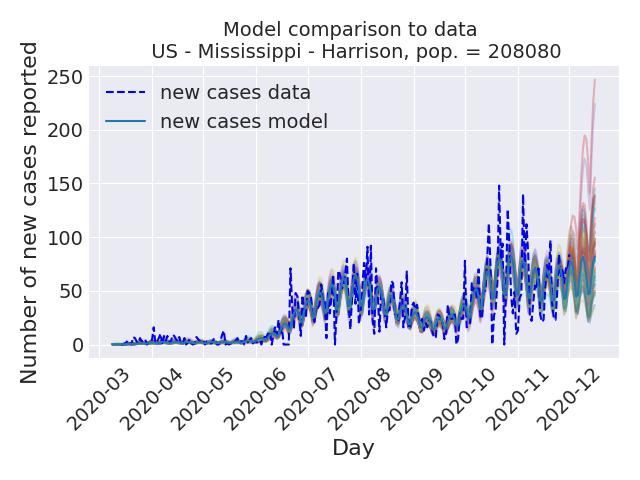 Model comparison to data
US - Mississippi - Harrison, pop. = 208080
Number of new cases reported
250
200
150
100
50
0
new cases data
new cases model
2020-03
2020-04
2020-05
2020-06
2020-07
2020-08
2020-09
2020-10
2020-11
2020-12
Day